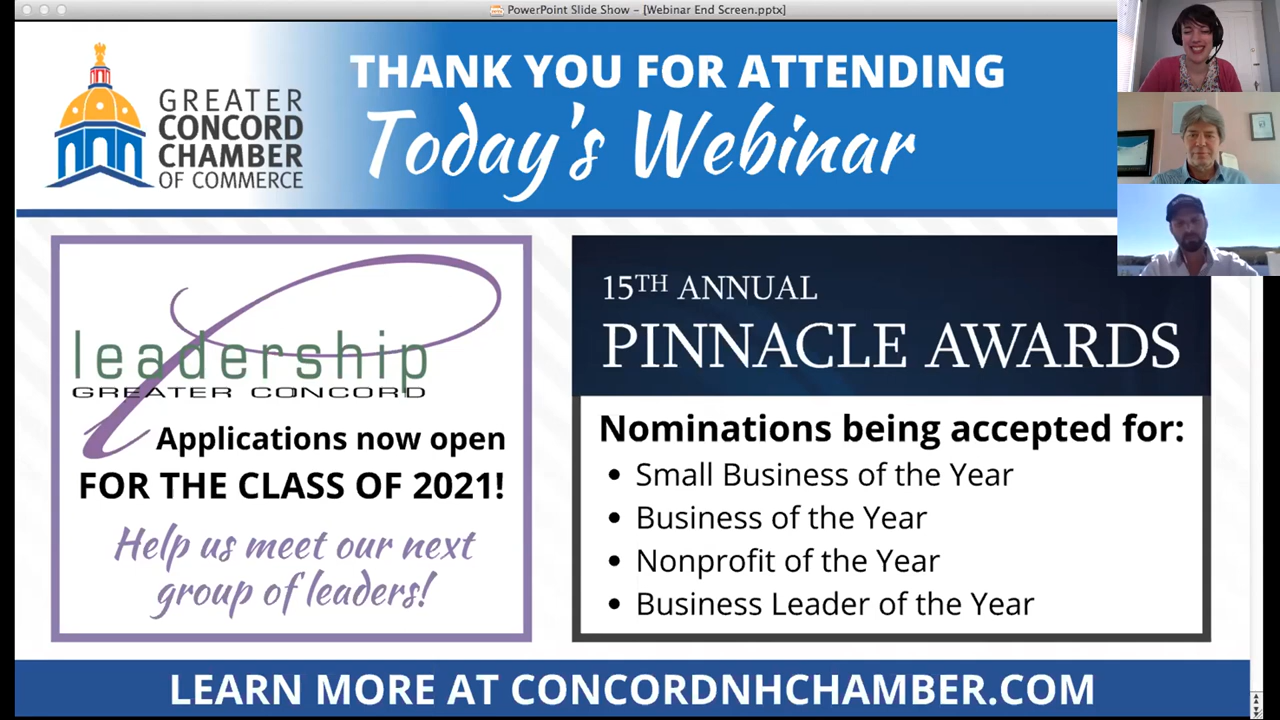 PowerPoint Slide Show – [Webinar End Screen.pptx]
GREATER
CONCORD
CHAMBER
OF COMMERCE
THANK YOU FOR ATTENDING
Today's Webinar
leadership
GREATER CONCORD
Applications now open
FOR THE CLASS OF 2021!
Help us meet our next
group of leaders!
15TH ANNUAL
PINNACLE AWARDS
Nominations being accepted for:
• Small Business of the Year
• Business of the Year
• Nonprofit of the Year
• Business Leader of the Year
LEARN MORE AT CONCORDNHCHAMBER.COM